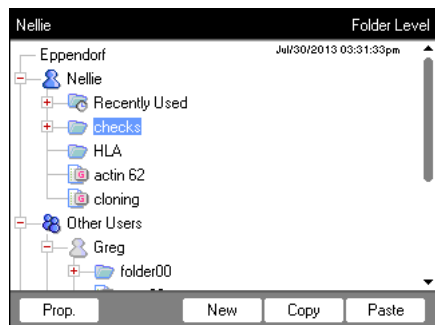 Nellie Folder Level
Eppendorf Jul/30/2013 03:31:33pm
Nellie
Recently Used
checks
HLA
actin 62
cloning
Other Users
Greg
folder00
Prop. New Copy Paste